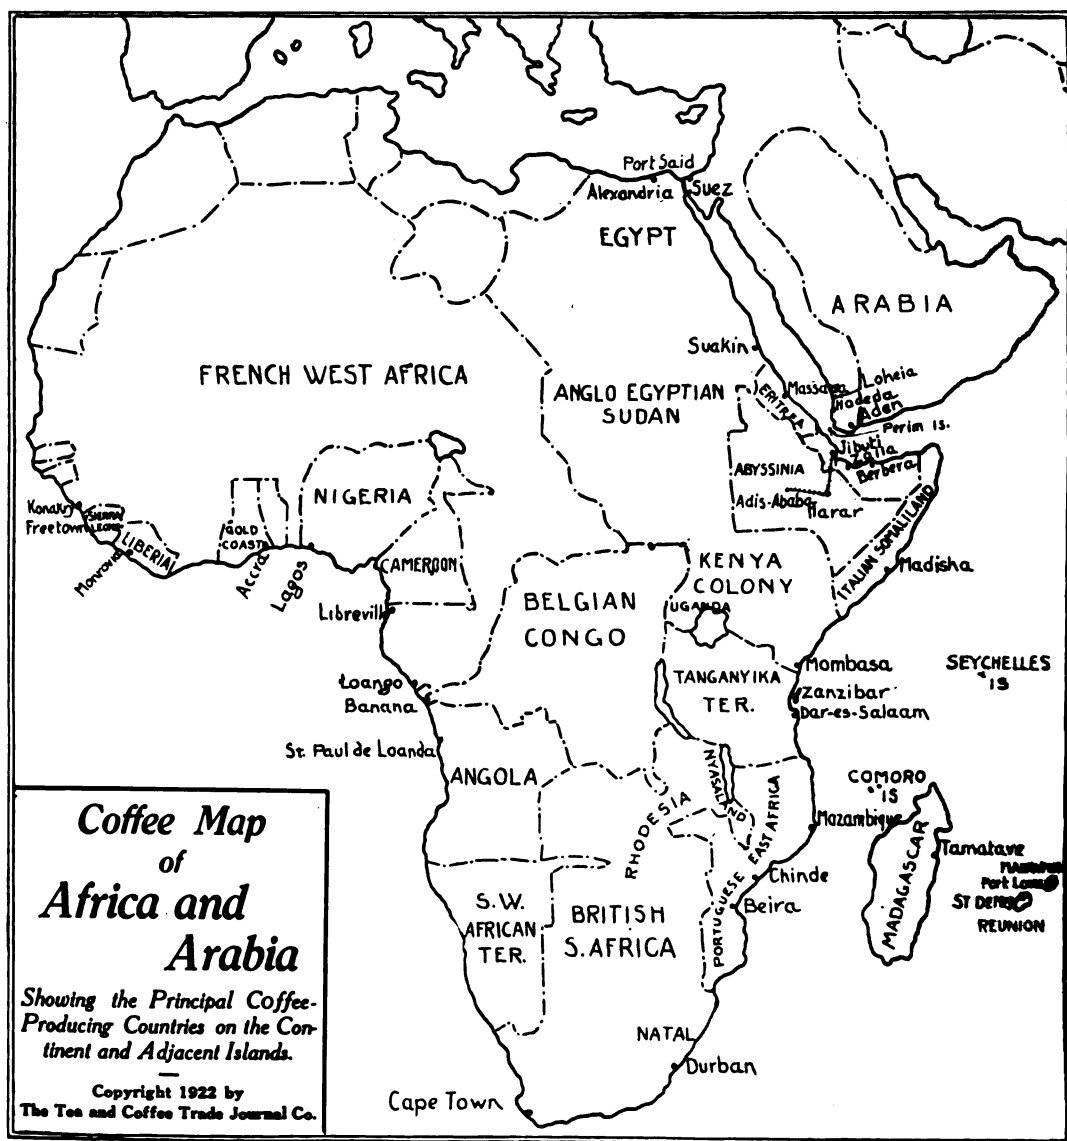 Port Said
Alexandria
Suez
EGYPT
ARABIA
Suakin
FRENCH WEST AFRICA
ANGLO EGYPTIAN
SUDAN
ERITREA
Massawa
Loheia
Hodeda
Aden
Perim Is.
Jibuti
Zeila
Berbera
ABYSSINIA
Adis-Ababa
Harar
NIGERIA
Konakry
Freetown
SIERRA
LEONE
LIBERIA
Monrovia
GOLD
COAST
Accra
Lagos
CAMEROON
ITALIAN SOMALILAND
Madisha
KENYA
COLONY
UGANDA
BELGIAN
CONGO
Libreville
Mombasa
SEYCHELLES
IS
TANGANYIKA
TER.
Zanzibar
Dar-es-Salaam
Loango
Banana
St. Paul de Loanda
ANGOLA
NYASALAND
COMORO
IS
RHODESIA
PORTUGUESE EAST AFRICA
Mazambique
MADAGASCAR
Tamatave
Port Louis
ST DENIS
REUNION
Chinde
Beira
S.W.
AFRICAN
TER.
BRITISH
S. AFRICA
NATAL
Durban
Cape Town
Coffee Map
of
Africa and
Arabia
Showing the Principal Coffee-
Producing Countries on the Con-
tinent and Adjacent Islands.
Copyright 1922 by
The Tea and Coffee Trade Journal Co.